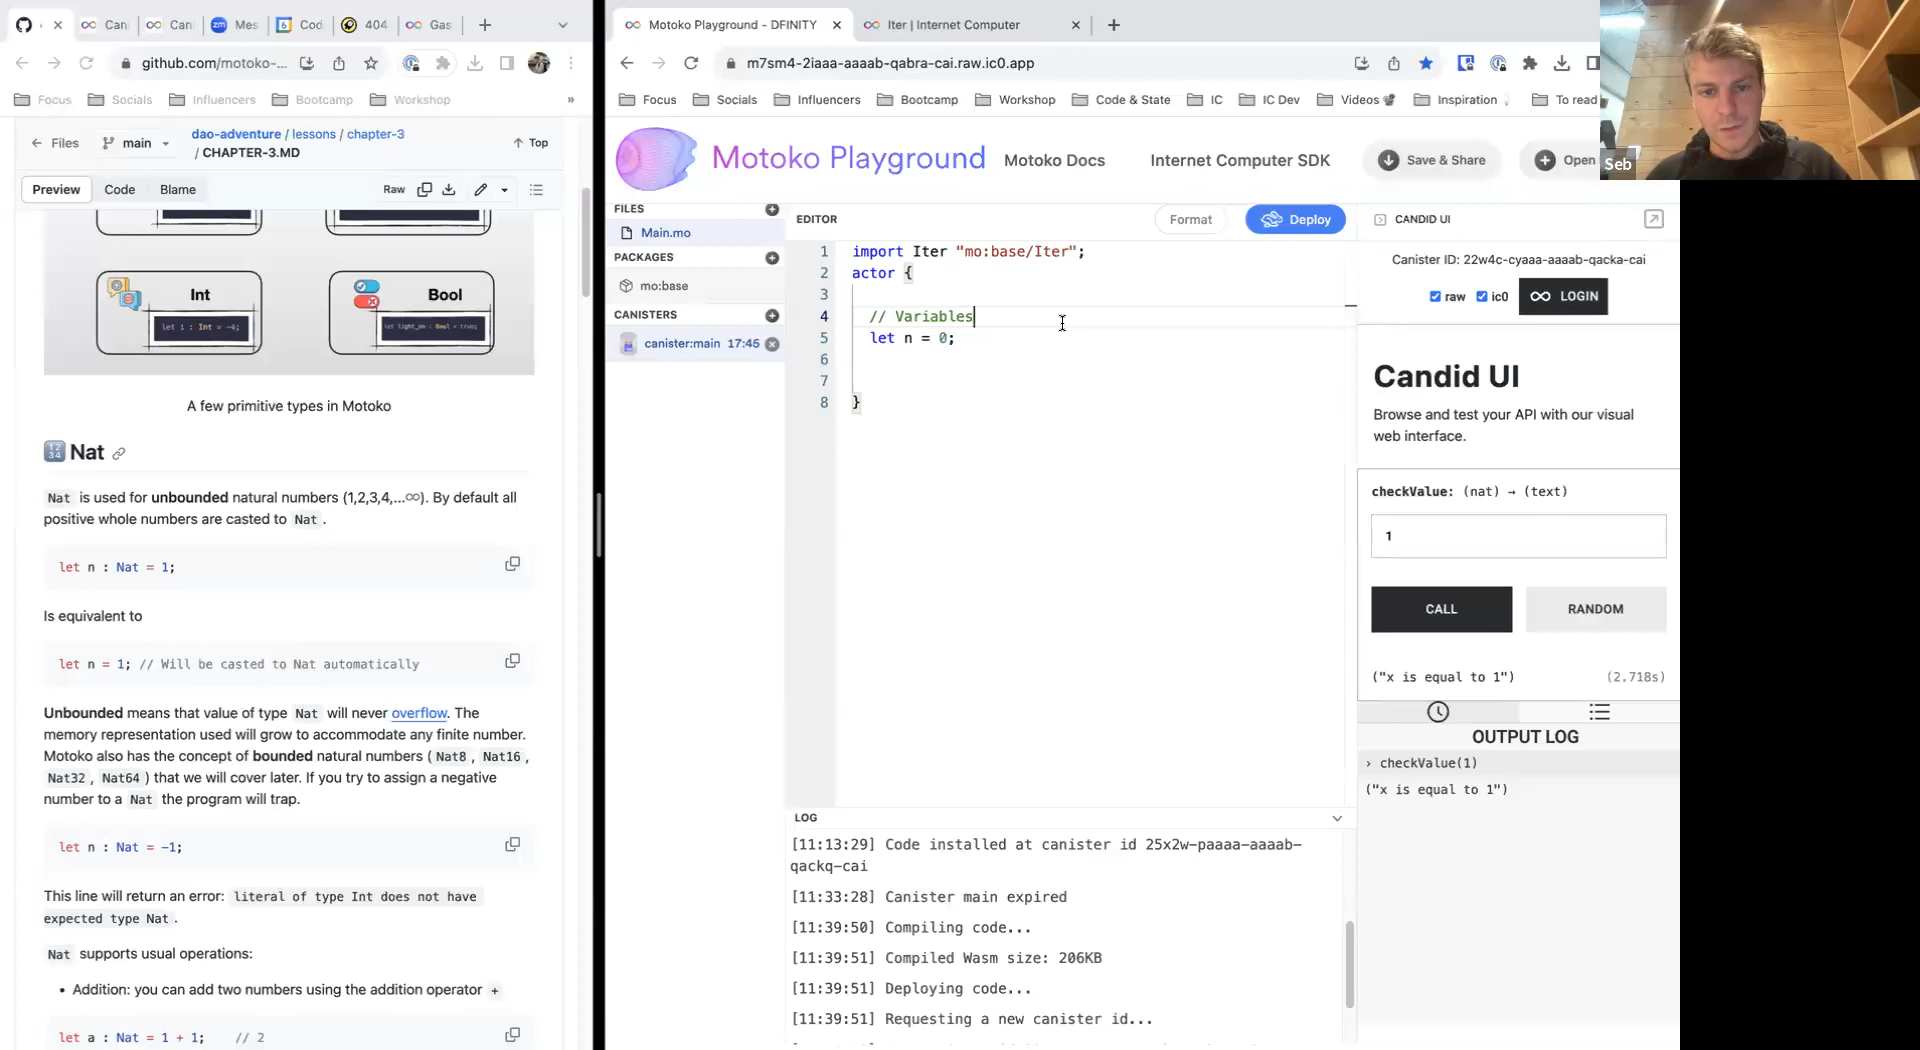 Can
Can
Mes
6
Cod
404
Gas
Motoko Playground - DFINITY
Iter | Internet Computer
github.com/motoko-...
m7sm4-2iaaa-aaaab-qabra-cai.raw.ic0.app
Focus
Socials
Influencers
Bootcamp
Workshop
»
Focus
Socials
Influencers
Bootcamp
Workshop
Code & State
IC
IC Dev
Videos
Inspiration
To read
Seb
Files
main
dao-adventure / lessons / chapter-3
/ CHAPTER-3.MD
Top
Preview
Code
Blame
Raw
Int
let i : Int = -4;
Bool
let light_on : Bool = true;
A few primitive types in Motoko
Nat
Nat is used for unbounded natural numbers (1,2,3,4,...∞). By default all
positive whole numbers are casted to Nat .
let n : Nat = 1;
Is equivalent to
let n = 1; // Will be casted to Nat automatically
Unbounded means that value of type Nat will never overflow. The
memory representation used will grow to accommodate any finite number.
Motoko also has the concept of bounded natural numbers ( Nat8 , Nat16 ,
Nat32 , Nat64 ) that we will cover later. If you try to assign a negative
number to a Nat the program will trap.
let n : Nat = -1;
This line will return an error: literal of type Int does not have
expected type Nat .
Nat supports usual operations:
• Addition: you can add two numbers using the addition operator +
let a : Nat = 1 + 1; // 2
Motoko Playground
Motoko Docs
Internet Computer SDK
Save & Share
Open
FILES
Main.mo
PACKAGES
mo:base
CANISTERS
canister:main 17:45
EDITOR
Format
Deploy
1 import Iter "mo:base/Iter";
2 actor {
3
4 // Variables
5 let n = 0;
6
7
8 }
LOG
[11:13:29] Code installed at canister id 25x2w-paaaa-aaaab-
qackq-cai
[11:33:28] Canister main expired
[11:39:50] Compiling code...
[11:39:51] Compiled Wasm size: 206KB
[11:39:51] Deploying code...
[11:39:51] Requesting a new canister id...
CANDID UI
Canister ID: 22w4c-cyaaa-aaaab-qacka-cai
raw
ic0
LOGIN
Candid UI
Browse and test your API with our visual
web interface.
checkValue: (nat) → (text)
1
CALL
RANDOM
("x is equal to 1")
(2.718s)
OUTPUT LOG
› checkValue(1)
("x is equal to 1")